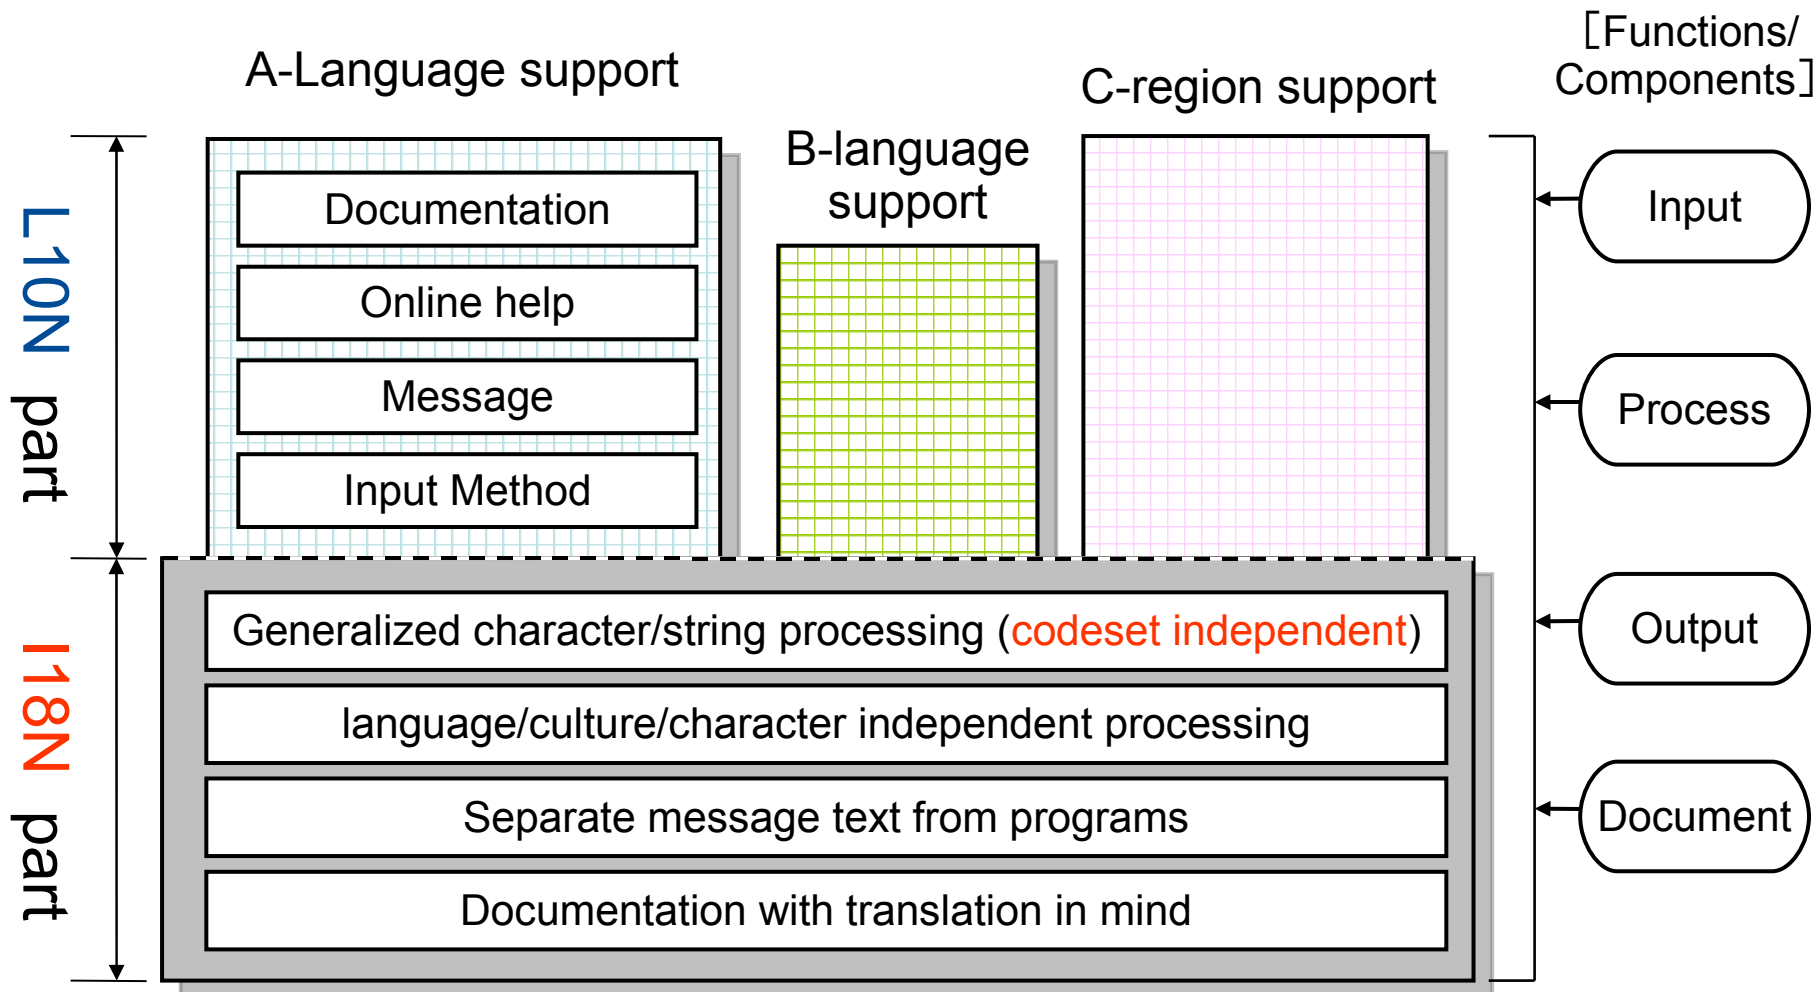 [Functions/
Components]
A-Language support
C-region support
B-language
support
L10N part
Documentation
Online help
Message
Input Method
Input
Process
Output
Document
I18N part
Generalized character/string processing (codeset independent)
language/culture/character independent processing
Separate message text from programs
Documentation with translation in mind